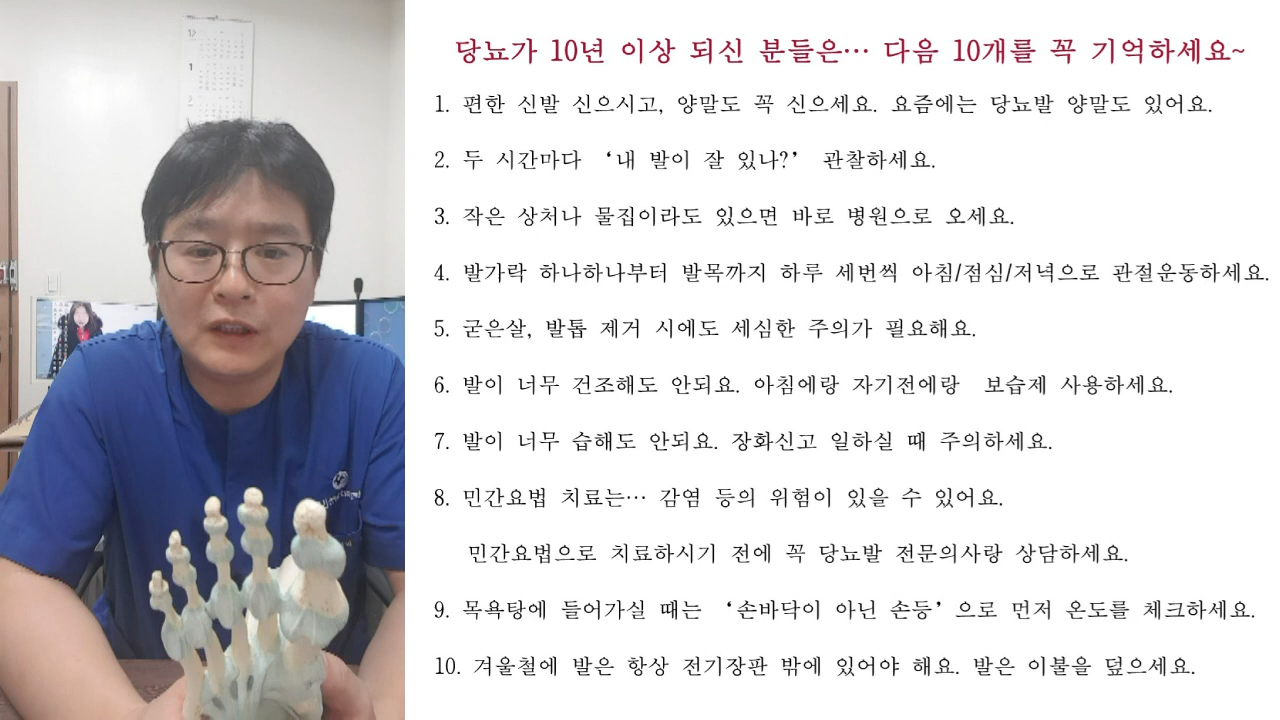 당뇨가 10년 이상 되신 분들은… 다음 10개를 꼭 기억하세요~
1. 편한 신발 신으시고, 양말도 꼭 신으세요. 요즘에는 당뇨발 양말도 있어요.
2. 두 시간마다 ‘내 발이 잘 있나?’ 관찰하세요.
3. 작은 상처나 물집이라도 있으면 바로 병원으로 오세요.
4. 발가락 하나하나부터 발목까지 하루 세번씩 아침/점심/저녁으로 관절운동하세요.
5. 굳은살, 발톱 제거 시에도 세심한 주의가 필요해요.
6. 발이 너무 건조해도 안되요. 아침에랑 자기전에랑 보습제 사용하세요.
7. 발이 너무 습해도 안되요. 장화신고 일하실 때 주의하세요.
8. 민간요법 치료는… 감염 등의 위험이 있을 수 있어요.
민간요법으로 치료하시기 전에 꼭 당뇨발 전문의사랑 상담하세요.
9. 목욕탕에 들어가실 때는 ‘손바닥이 아닌 손등’으로 먼저 온도를 체크하세요.
10. 겨울철에 발은 항상 전기장판 밖에 있어야 해요. 발은 이불을 덮으세요.